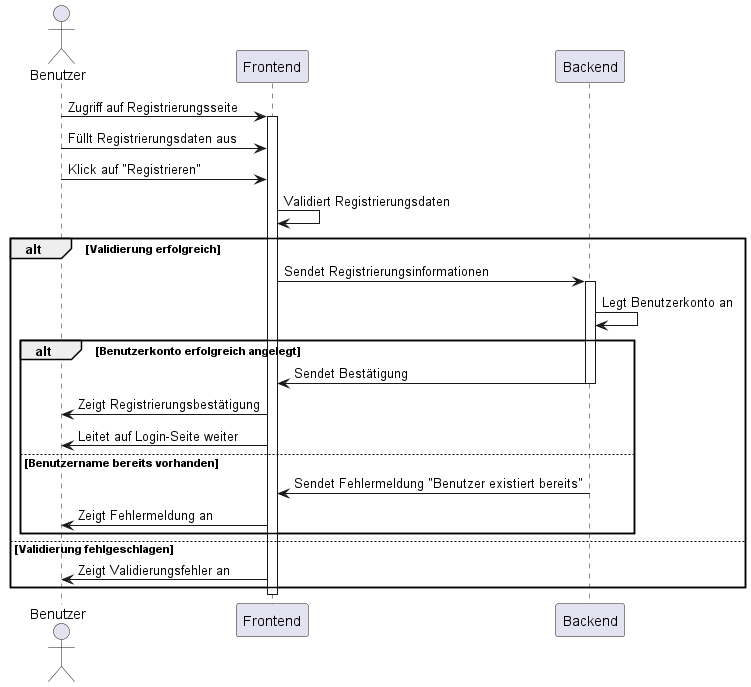 Benutzer
Frontend
Backend
Zugriff auf Registrierungsseite
Füllt Registrierungsdaten aus
Klick auf "Registrieren"
Validiert Registrierungsdaten
alt [Validierung erfolgreich]
Sendet Registrierungsinformationen
Legt Benutzerkonto an
alt [Benutzerkonto erfolgreich angelegt]
Sendet Bestätigung
Zeigt Registrierungsbestätigung
Leitet auf Login-Seite weiter
[Benutzername bereits vorhanden]
Sendet Fehlermeldung "Benutzer existiert bereits"
Zeigt Fehlermeldung an
[Validierung fehlgeschlagen]
Zeigt Validierungsfehler an
Benutzer
Frontend
Backend